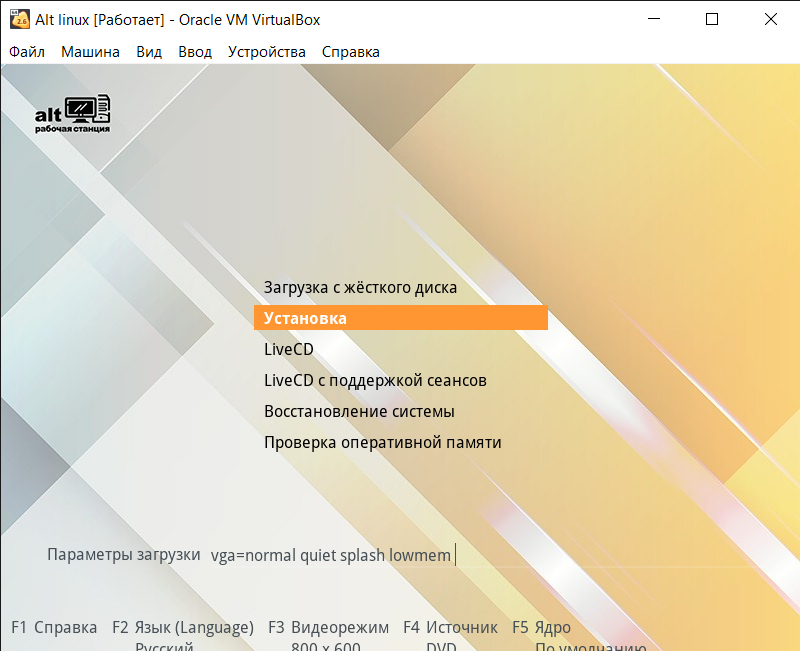 Alt linux [Работает] - Oracle VM VirtualBox
Файл Машина Вид Ввод Устройства Справка
alt
рабочая станция
Загрузка с жёсткого диска
Установка
LiveCD
LiveCD с поддержкой сеансов
Восстановление системы
Проверка оперативной памяти
Параметры загрузки vga=normal quiet splash lowmem
F1 Справка F2 Язык (Language) F3 Видеорежим F4 Источник F5 Ядро
Русский 800 x 600 DVD По умолчанию